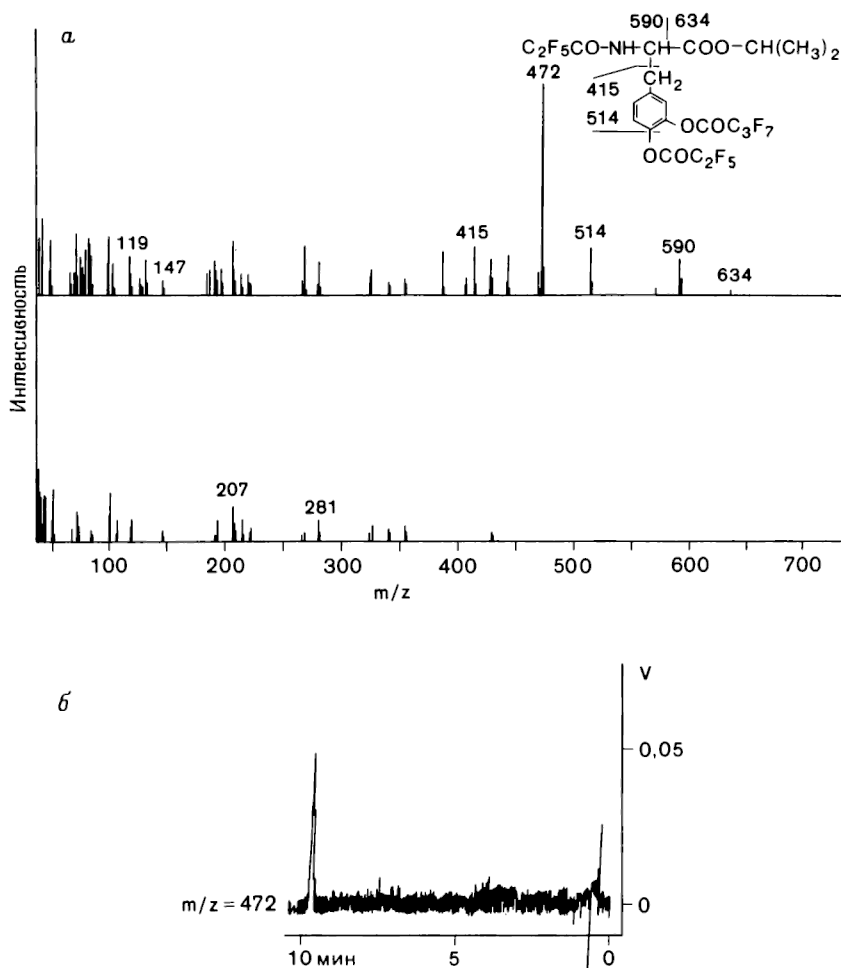 а
590 634
C2F5CO-NH-CH-COO-CH(CH3)2
472
415 CH2
514
OCOC3F7
OCOC2F5
119
147
415
514
590
634
Интенсивность
207
281
100 200 300 400 500 600 700
m/z
б
V
0,05
m/z = 472
0
10 мин 5 0